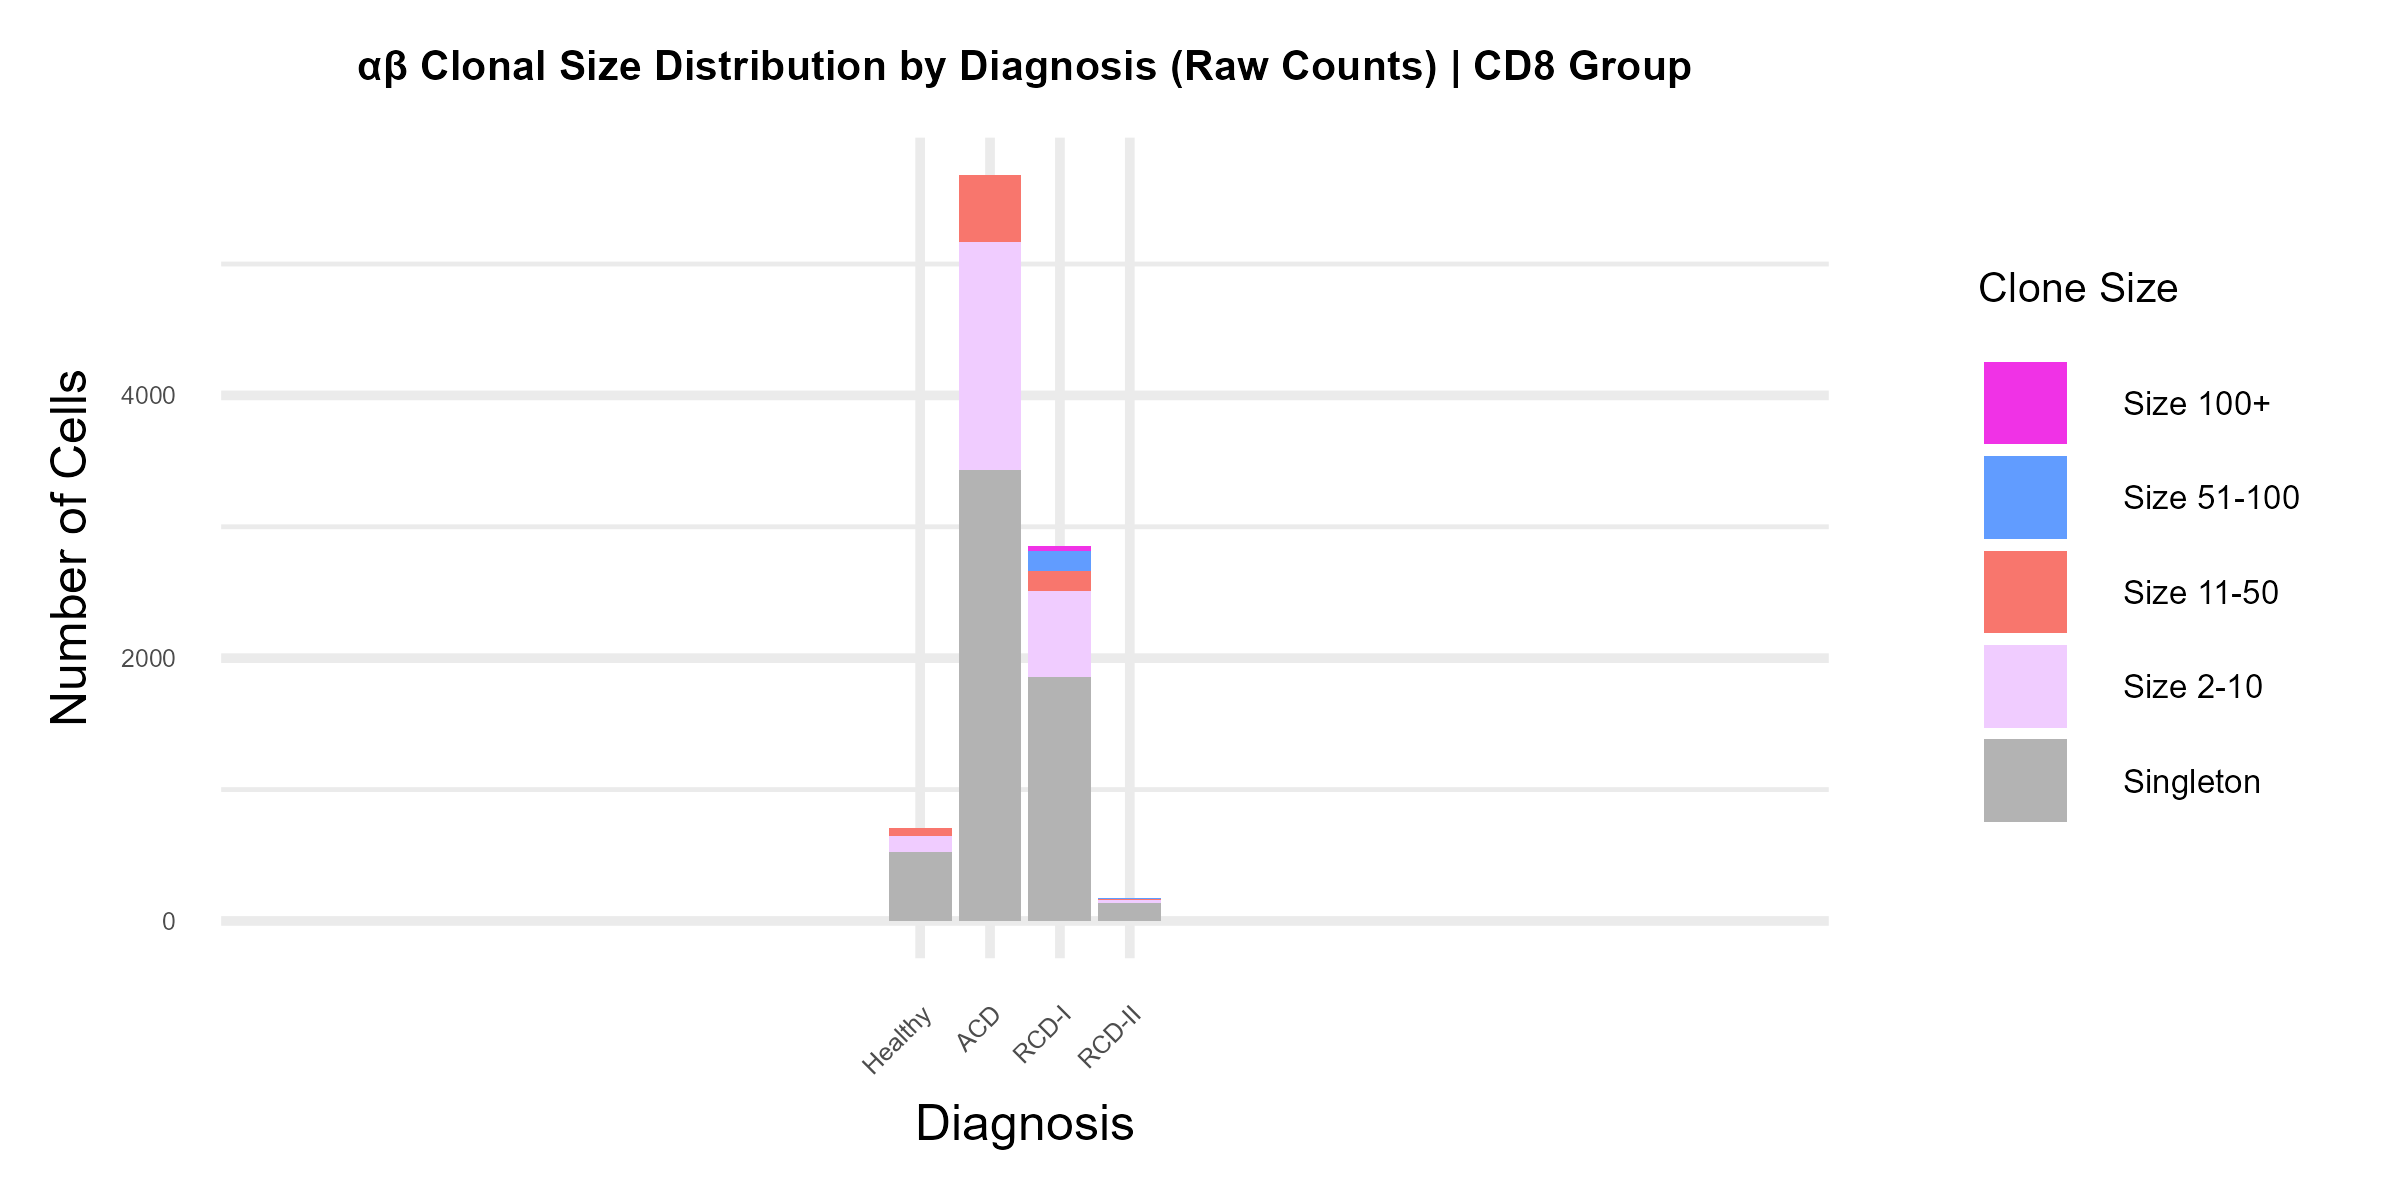 αβ Clonal Size Distribution by Diagnosis (Raw Counts) | CD8 Group
Number of Cells
4000
2000
0
Healthy
ACD
RCD-I
RCD-II
Diagnosis
Clone Size
Size 100+
Size 51-100
Size 11-50
Size 2-10
Singleton